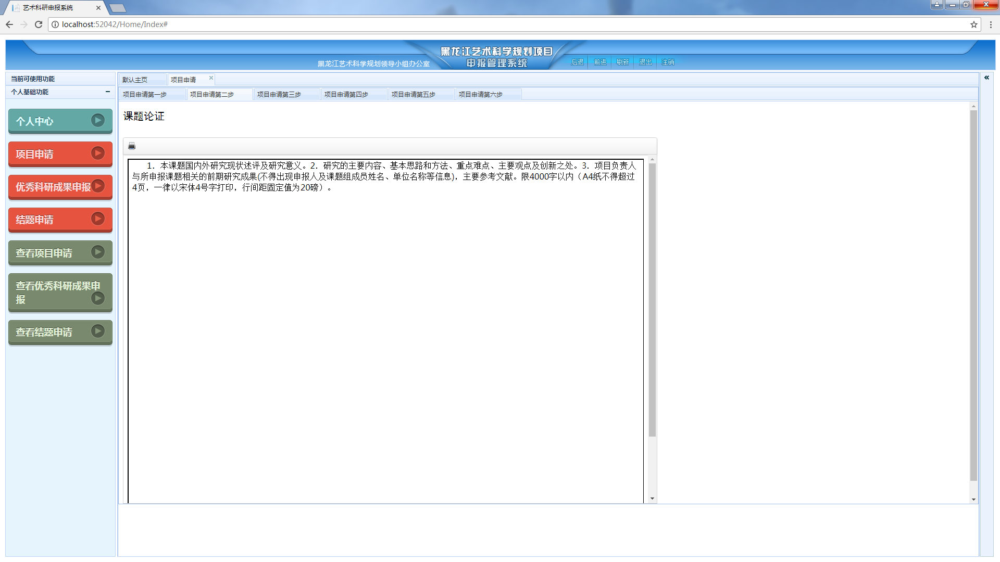 艺术科研申报系统
localhost:52042/Home/Index#
黑龙江艺术科学规划领导小组办公室
黑龙江艺术科学规划项目
申报管理系统
后退 前进 刷新 退出 注销
当前可使用功能
个人基础功能
个人中心
项目申请
优秀科研成果申报
结题申请
查看项目申请
查看优秀科研成果申
报
查看结题申请
默认主页 项目申请
项目申请第一步 项目申请第二步 项目申请第三步 项目申请第四步 项目申请第五步 项目申请第六步
课题论证
1．本课题国内外研究现状述评及研究意义。2．研究的主要内容、基本思路和方法、重点难点、主要观点及创新之处。3．项目负责人
与所申报课题相关的前期研究成果(不得出现申报人及课题组成员姓名、单位名称等信息)，主要参考文献。限4000字以内（A4纸不得超过
4页，一律以宋体4号字打印，行间距固定值为20磅）。